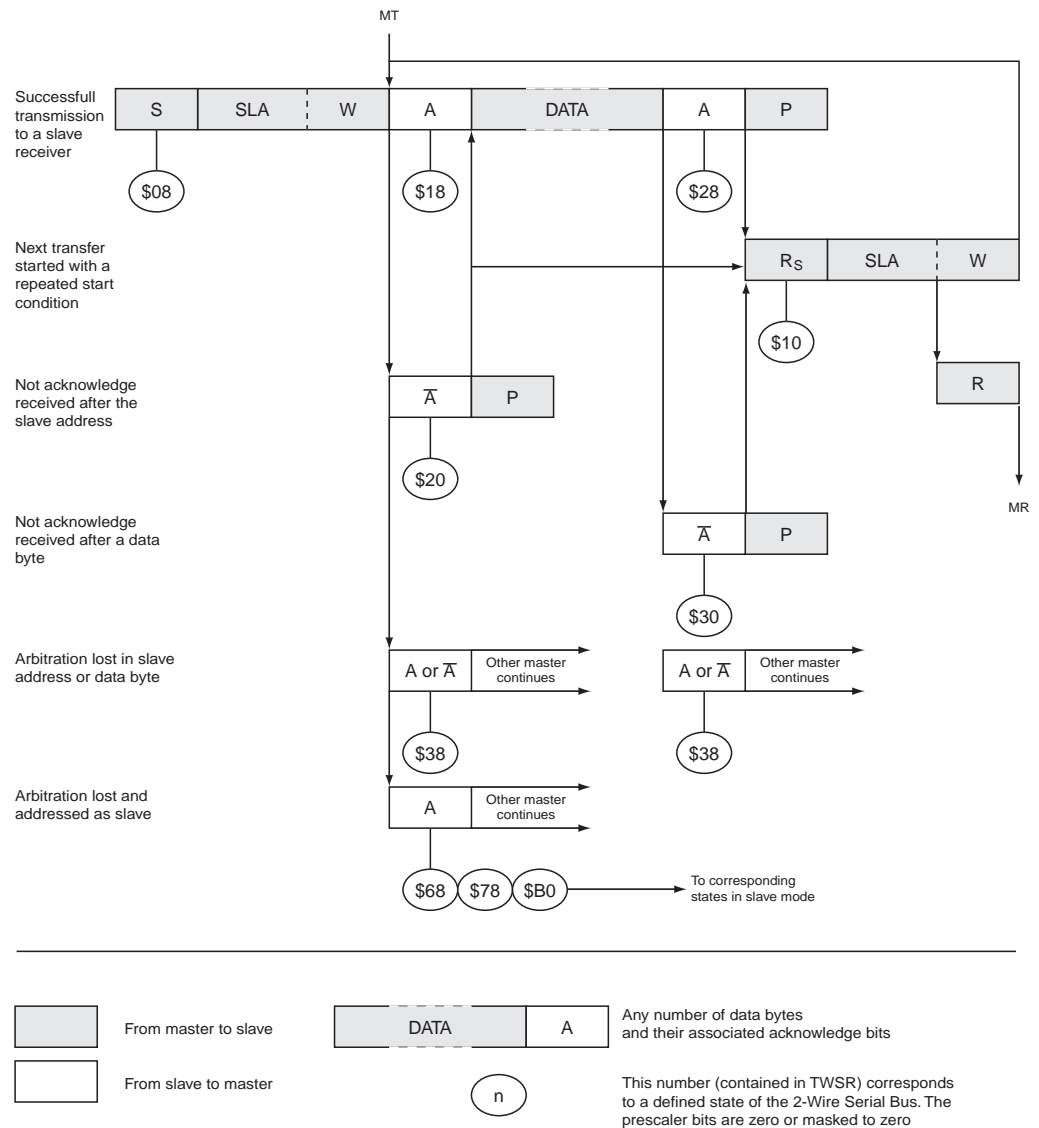 MT
Successfull
transmission
to a slave
receiver
S SLA W A DATA A P
$08 $18 $28
Next transfer
started with a
repeated start
condition
RS SLA W
$10
Not acknowledge
received after the
slave address
A P
R
$20
MR
Not acknowledge
received after a data
byte
A P
$30
Arbitration lost in slave
address or data byte
A or A
Other master
continues
A or A
Other master
continues
$38 $38
Arbitration lost and
addressed as slave
A
Other master
continues
$68 $78 $B0
To corresponding
states in slave mode
From master to slave
DATA A
Any number of data bytes
and their associated acknowledge bits
From slave to master
n
This number (contained in TWSR) corresponds
to a defined state of the 2-Wire Serial Bus. The
prescaler bits are zero or masked to zero